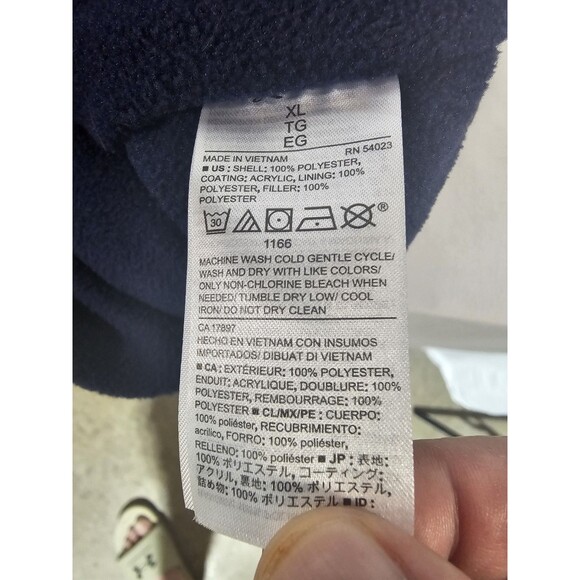 XL
TG
EG
MADE IN VIETNAM RN 54023
■ US : SHELL: 100% POLYESTER,
COATING: ACRYLIC, LINING: 100%
POLYESTER, FILLER: 100%
POLYESTER
30 ®
1166
MACHINE WASH COLD GENTLE CYCLE/
WASH AND DRY WITH LIKE COLORS/
ONLY NON-CHLORINE BLEACH WHEN
NEEDED/ TUMBLE DRY LOW/ COOL
IRON/ DO NOT DRY CLEAN
CA 17897
HECHO EN VIETNAM CON INSUMOS
IMPORTADOS/ DIBUAT DI VIETNAM
■ CA : EXTÉRIEUR: 100% POLYESTER,
ENDUIT: ACRYLIQUE, DOUBLURE: 100%
POLYESTER, REMBOURRAGE: 100%
POLYESTER ■ CL/MX/PE : CUERPO:
100% poliéster, RECUBRIMIENTO:
acrílico, FORRO: 100% poliéster,
RELLENO: 100% poliéster ■ JP : 表地:
100% ポリエステル, コーティング:
アクリル, 裏地: 100% ポリエステル,
詰め物: 100% ポリエステル ■ ID :